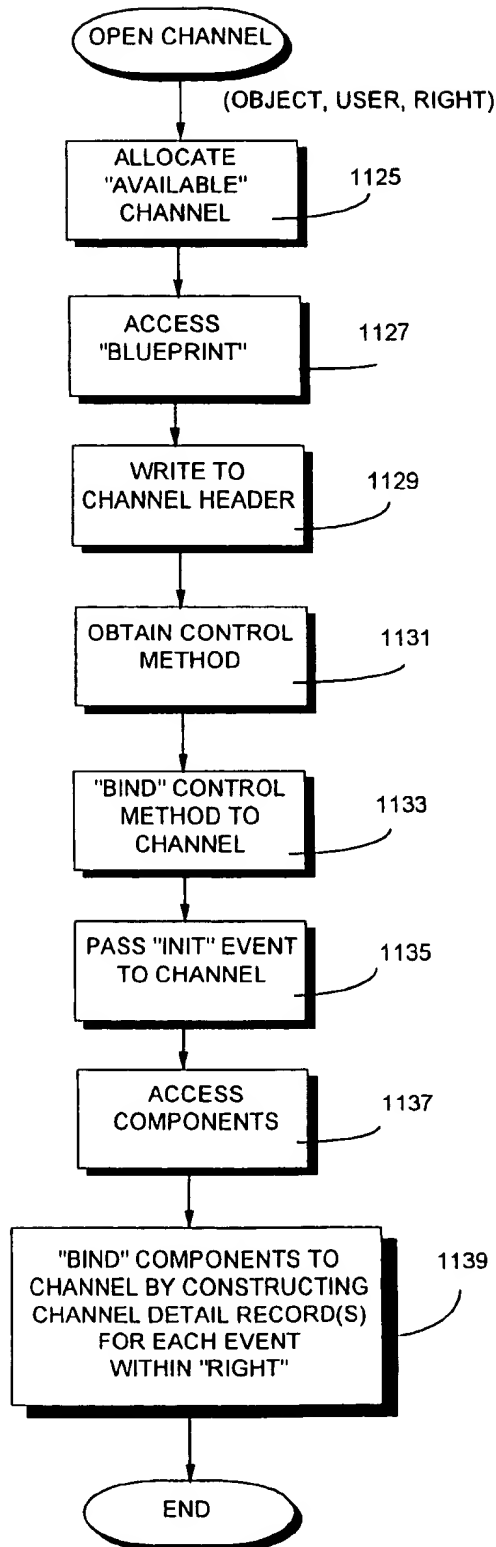 OPEN CHANNEL
(OBJECT, USER, RIGHT)
ALLOCATE
"AVAILABLE"
CHANNEL
1125
ACCESS
"BLUEPRINT"
1127
WRITE TO
CHANNEL HEADER
1129
OBTAIN CONTROL
METHOD
1131
"BIND" CONTROL
METHOD TO
CHANNEL
1133
PASS "INIT" EVENT
TO CHANNEL
1135
ACCESS
COMPONENTS
1137
"BIND" COMPONENTS TO
CHANNEL BY CONSTRUCTING
CHANNEL DETAIL RECORD(S)
FOR EACH EVENT
WITHIN "RIGHT"
1139
END